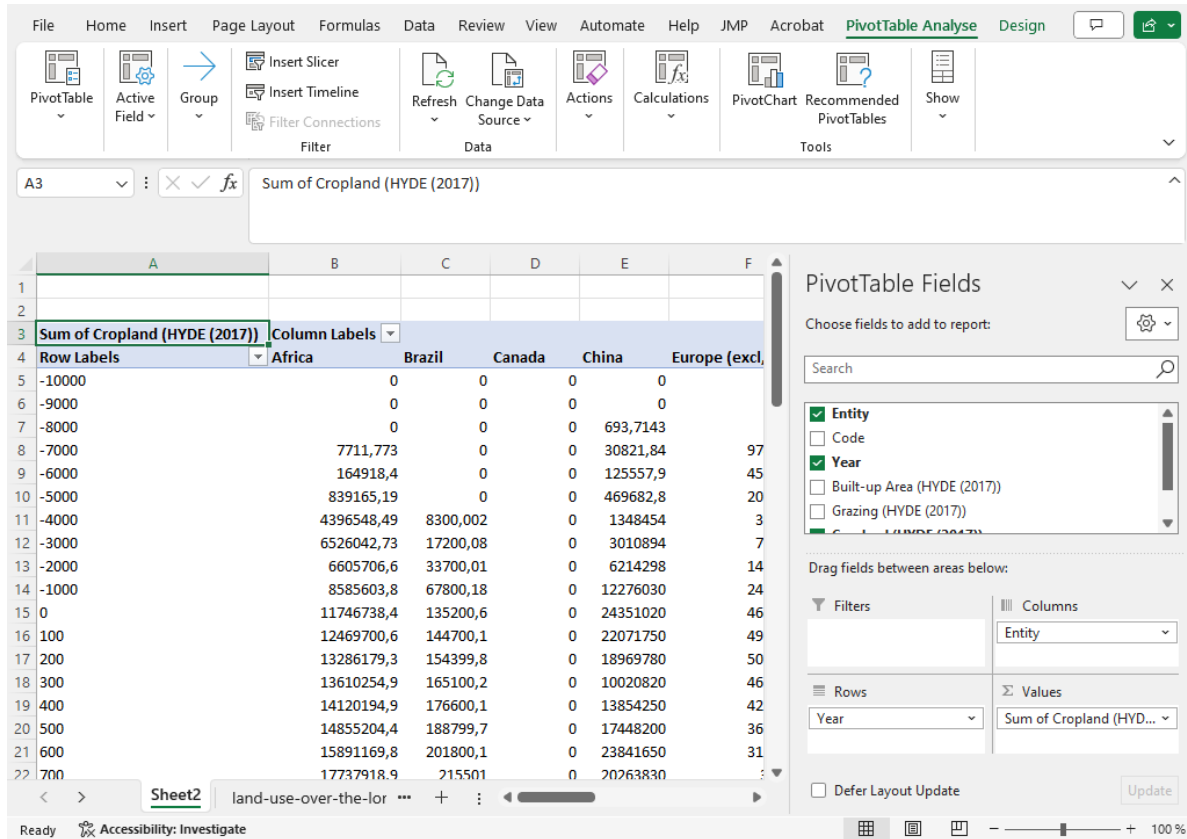 File Home Insert Page Layout Formulas Data Review View Automate Help JMP Acrobat PivotTable Analyse Design
PivotTable
Active Field
Group
Insert Slicer
Insert Timeline
Filter Connections
Filter
Refresh
Change Data Source
Data
Actions
Calculations
PivotChart
Recommended PivotTables
Tools
Show
A3 fx Sum of Cropland (HYDE (2017))
A B C D E F
1
2
3 Sum of Cropland (HYDE (2017)) Column Labels
4 Row Labels Africa Brazil Canada China Europe (excl,
5 -10000 0 0 0 0
6 -9000 0 0 0 0
7 -8000 0 0 0 693,7143
8 -7000 7711,773 0 0 30821,84 97
9 -6000 164918,4 0 0 125557,9 45
10 -5000 839165,19 0 0 469682,8 20
11 -4000 4396548,49 8300,002 0 1348454 3
12 -3000 6526042,73 17200,08 0 3010894 7
13 -2000 6605706,6 33700,01 0 6214298 14
14 -1000 8585603,8 67800,18 0 12276030 24
15 0 11746738,4 135200,6 0 24351020 46
16 100 12469700,6 144700,1 0 22071750 49
17 200 13286179,3 154399,8 0 18969780 50
18 300 13610254,9 165100,2 0 10020820 46
19 400 14120194,9 176600,1 0 13854250 42
20 500 14855204,4 188799,7 0 17448200 36
21 600 15891169,8 201800,1 0 23841650 31
22 700 17737918,9 215501 0 20263830
Sheet2 land-use-over-the-lor ...
Ready Accessibility: Investigate 100 %
PivotTable Fields
Choose fields to add to report:
Search
Entity
Code
Year
Built-up Area (HYDE (2017))
Grazing (HYDE (2017))
Drag fields between areas below:
Filters
Columns
Entity
Rows
Σ Values
Year
Sum of Cropland (HYD...
Defer Layout Update
Update